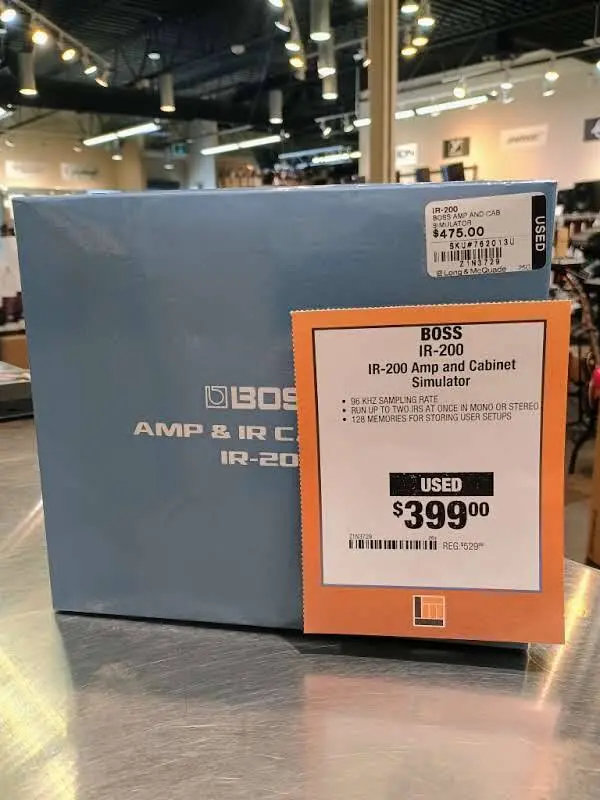 IR-200
BOSS AMP AND CAB
SIMULATOR
$475.00
SKU#762013U
Z1N3729
@ Long & McQuade
USED
BOSS
AMP & IR C
IR-20
BOSS
IR-200
IR-200 Amp and Cabinet
Simulator
• 96 KHZ SAMPLING RATE
• RUN UP TO TWO IRS AT ONCE IN MONO OR STEREO
• 128 MEMORIES FOR STORING USER SETUPS
USED
$399.00
Z1N3729
REG:$529